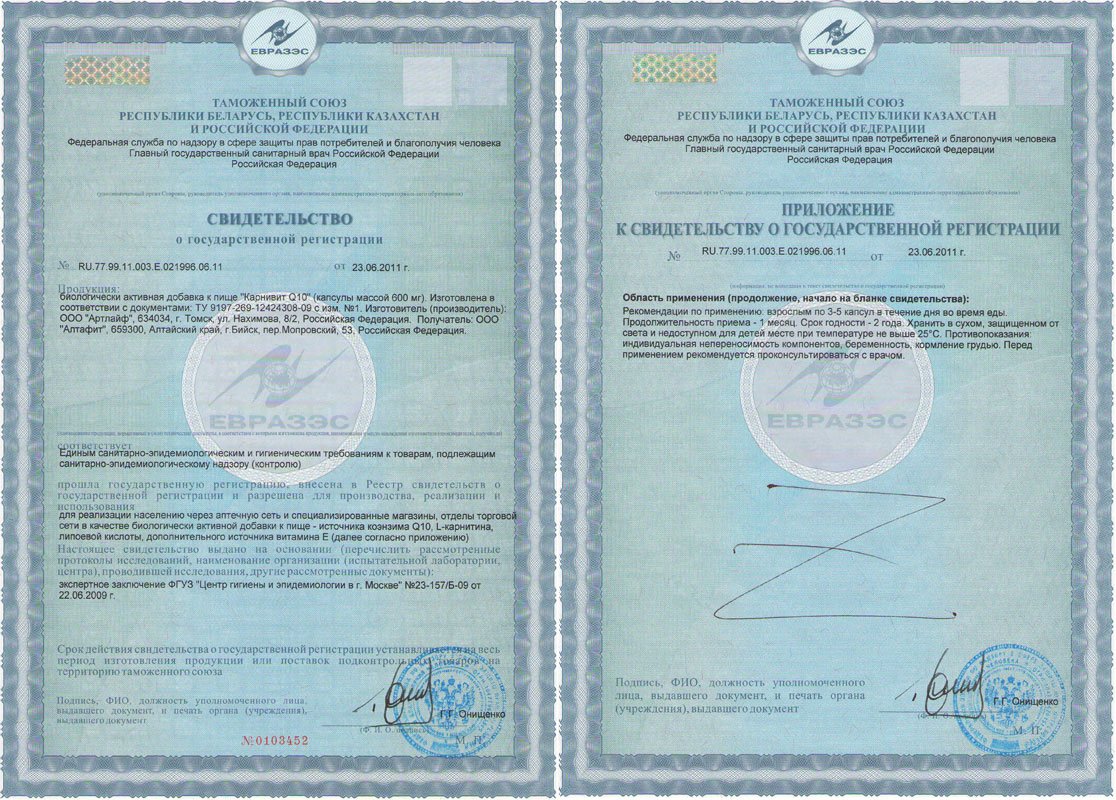 ЕВРАЗЭС
ТАМОЖЕННЫЙ СОЮЗ
РЕСПУБЛИКИ БЕЛАРУСЬ, РЕСПУБЛИКИ КАЗАХСТАН
И РОССИЙСКОЙ ФЕДЕРАЦИИ
Федеральная служба по надзору в сфере защиты прав потребителей и благополучия человека
Главный государственный санитарный врач Российской Федерации
Российская Федерация
(уполномоченный орган Стороны, руководитель уполномоченного органа, наименование административно-территориального образования)
СВИДЕТЕЛЬСТВО
о государственной регистрации
№ RU.77.99.11.003.Е.021996.06.11 от 23.06.2011 г.
Продукция:
биологически активная добавка к пище "Карнивит Q10" (капсулы массой 600 мг). Изготовлена в
соответствии с документами: ТУ 9197-269-12424308-09 с изм. №1. Изготовитель (производитель):
ООО "Артлайф", 634034, г. Томск, ул. Нахимова, 8/2, Российская Федерация. Получатель: ООО
"Алтафит", 659300, Алтайский край, г.Бийск, пер.Мопровский, 53, Российская Федерация.
ЕВРАЗЭС
соответствует
Единым санитарно-эпидемиологическим и гигиеническим требованиям к товарам, подлежащим
санитарно-эпидемиологическому надзору (контролю)
прошла государственную регистрацию, внесена в Реестр свидетельств о
государственной регистрации и разрешена для производства, реализации и
использования
для реализации населению через аптечную сеть и специализированные магазины, отделы торговой
сети в качестве биологически активной добавки к пище - источника коэнзима Q10, L-карнитина,
липоевой кислоты, дополнительного источника витамина Е (далее согласно приложению)
Настоящее свидетельство выдано на основании (перечислить рассмотренные
протоколы исследований, наименование организации (испытательной лаборатории,
центра), проводившей исследования, другие рассмотренные документы):
экспертное заключение ФГУЗ "Центр гигиены и эпидемиологии в г. Москве" №23-157/Б-09 от
22.06.2009 г.
Срок действия свидетельства о государственной регистрации устанавливается на весь
период изготовления продукции или поставок подконтрольных товаров на
территорию таможенного союза
Подпись, ФИО, должность уполномоченного лица,
выдавшего документ, и печать органа (учреждения),
выдавшего документ
Г.Г. Онищенко
(Ф. И. О.
М. П.
№0103452
ЕВРАЗЭС
ТАМОЖЕННЫЙ СОЮЗ
РЕСПУБЛИКИ БЕЛАРУСЬ, РЕСПУБЛИКИ КАЗАХСТАН
И РОССИЙСКОЙ ФЕДЕРАЦИИ
Федеральная служба по надзору в сфере защиты прав потребителей и благополучия человека
Главный государственный санитарный врач Российской Федерации
Российская Федерация
(уполномоченный орган Стороны, руководитель уполномоченного органа, наименование административно-территориального образования)
ПРИЛОЖЕНИЕ
К СВИДЕТЕЛЬСТВУ О ГОСУДАРСТВЕННОЙ РЕГИСТРАЦИИ
№ RU.77.99.11.003.Е.021996.06.11 от 23.06.2011 г.
Область применения (продолжение, начало на бланке свидетельства):
Рекомендации по применению: взрослым по 3-5 капсул в течение дня во время еды.
Продолжительность приема - 1 месяц. Срок годности - 2 года. Хранить в сухом, защищенном от
света и недоступном для детей месте при температуре не выше 25°С. Противопоказания:
индивидуальная непереносимость компонентов, беременность, кормление грудью. Перед
применением рекомендуется проконсультироваться с врачом.
ЕВРАЗЭС
Подпись, ФИО, должность уполномоченного
лица, выдавшего документ, и печать органа
(учреждения), выдавшего документ
Г.Г. Онищенко
(Ф. И. О.
М. П.